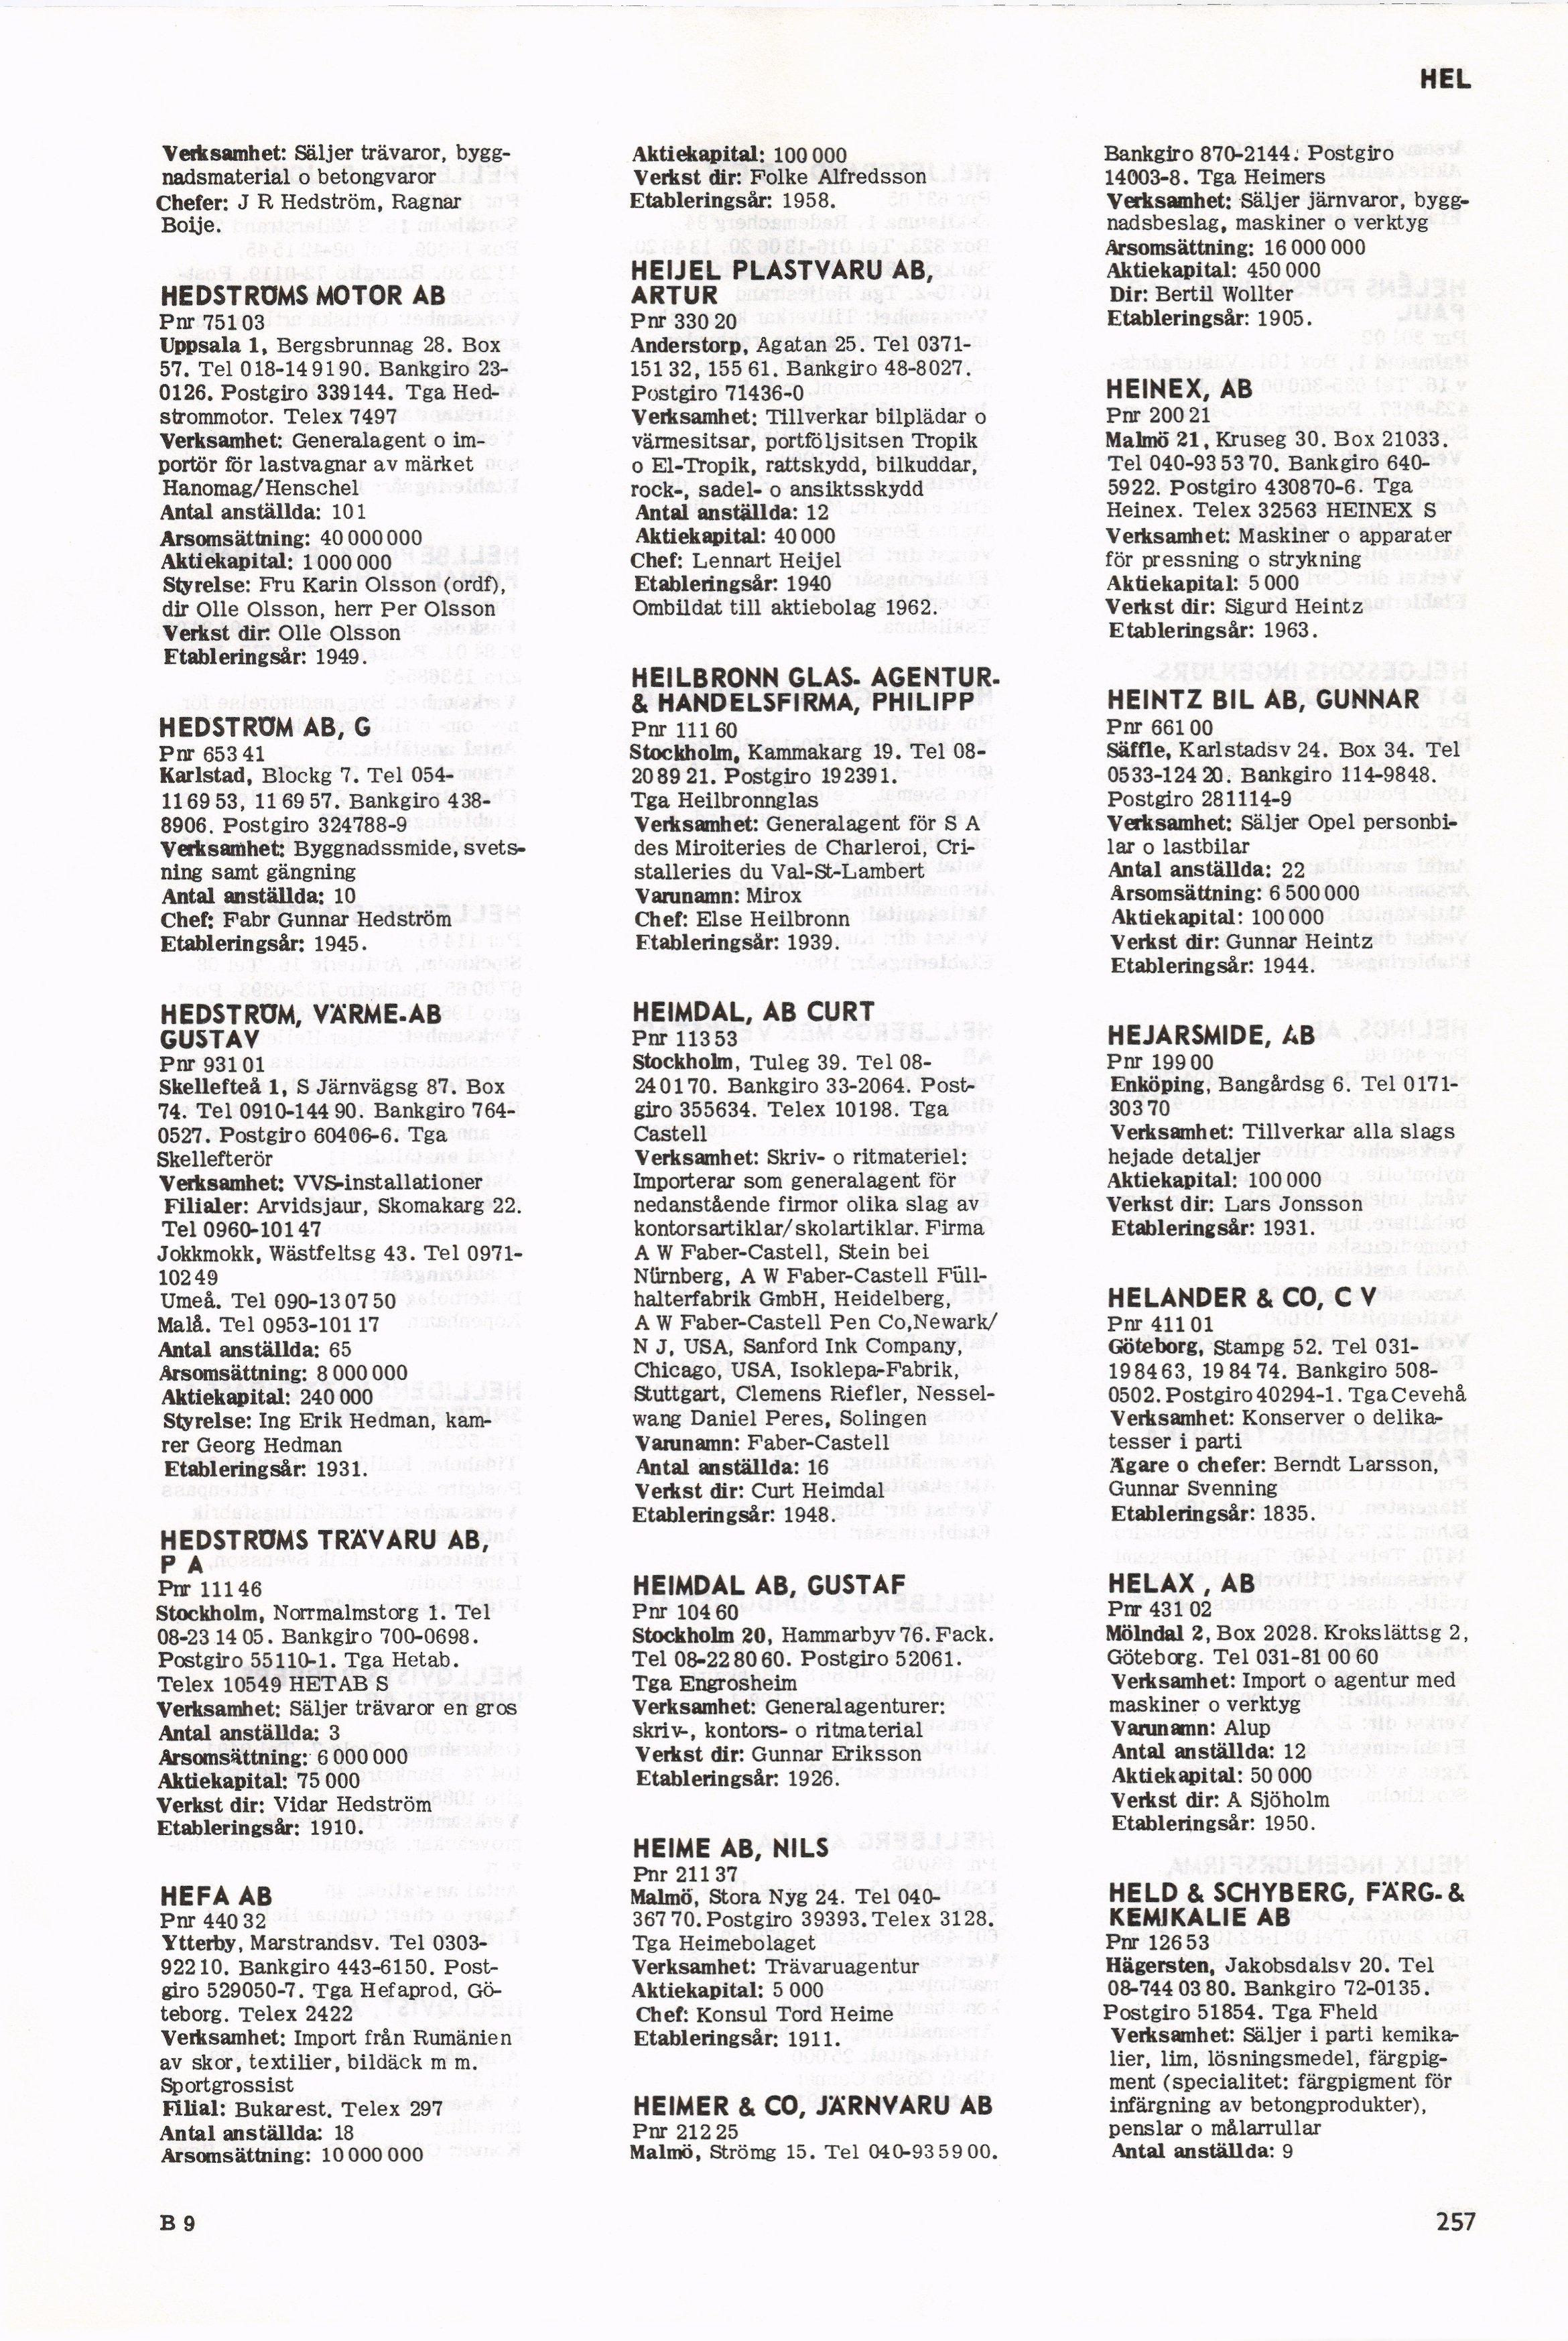 HEL
Verksamhet: Säljer trävaror, bygg-
nadsmaterial o betongvaror
Chefer: J R Hedström, Ragnar
Boije.
HEDSTRÖMS MOTOR AB
Pnr 751 03
Uppsala 1, Bergsbrunnag 28. Box
57. Tel 018-14 91 90. Bankgiro 23-
0126. Postgiro 339144. Tga Hed-
strommotor. Telex 7497
Verksamhet: Generalagent o im-
portör för lastvagnar av märket
Hanomag/Henschel
Antal anställda: 101
Årsomsättning: 40 000 000
Aktiekapital: 1 000 000
Styrelse: Fru Karin Olsson (ordf),
dir Olle Olsson, herr Per Olsson
Verkst dir: Olle Olsson
Etableringsår: 1949.
HEDSTRÖM AB, G
Pnr 653 41
Karlstad, Blockg 7. Tel 054-
11 69 53, 11 69 57. Bankgiro 438-
8906. Postgiro 324788-9
Verksamhet: Byggnadssmide, svets-
ning samt gängning
Antal anställda: 10
Chef: Fabr Gunnar Hedström
Etableringsår: 1945.
HEDSTRÖM, VÄRME-AB
GUSTAV
Pnr 931 01
Skellefteå 1, S Järnvägsg 87. Box
74. Tel 0910-144 90. Bankgiro 764-
0527. Postgiro 60406-6. Tga
Skellefterör
Verksamhet: VVS-installationer
Filialer: Arvidsjaur, Skomakarg 22.
Tel 0960-101 47
Jokkmokk, Wästfeltsg 43. Tel 0971-
102 49
Umeå. Tel 090-13 07 50
Malå. Tel 0953-101 17
Antal anställda: 65
Årsomsättning: 8 000 000
Aktiekapital: 240 000
Styrelse: Ing Erik Hedman, kam-
rer Georg Hedman
Etableringsår: 1931.
HEDSTRÖMS TRÄVARU AB,
P A
Pnr 111 46
Stockholm, Norrmalmstorg 1. Tel
08-23 14 05. Bankgiro 700-0698.
Postgiro 55110-1. Tga Hetab.
Telex 10549 HETAB S
Verksamhet: Säljer trävaror en gros
Antal anställda: 3
Årsomsättning: 6 000 000
Aktiekapital: 75 000
Verkst dir: Vidar Hedström
Etableringsår: 1910.
HEFA AB
Pnr 440 32
Ytterby, Marstrandsv. Tel 0303-
922 10. Bankgiro 443-6150. Post-
giro 529050-7. Tga Hefaprod, Gö-
teborg. Telex 2422
Verksamhet: Import från Rumänien
av skor, textilier, bildäck m m.
Sportgrossist
Filial: Bukarest. Telex 297
Antal anställda: 18
Årsomsättning: 10 000 000
Aktiekapital: 100 000
Verkst dir: Folke Alfredsson
Etableringsår: 1958.
HEIJEL PLASTVARU AB,
ARTUR
Pnr 330 20
Anderstorp, Ågatan 25. Tel 0371-
151 32, 155 61. Bankgiro 48-8027.
Postgiro 71436-0
Verksamhet: Tillverkar bilplädar o
värmesitsar, portföljsitsen Tropik
o El-Tropik, rattskydd, bilkuddar,
rock-, sadel- o ansiktsskydd
Antal anställda: 12
Aktiekapital: 40 000
Chef: Lennart Heijel
Etableringsår: 1940
Ombildat till aktiebolag 1962.
HEILBRONN GLAS- AGENTUR-
& HANDELSFIRMA, PHILIPP
Pnr 111 60
Stockholm, Kammakarg 19. Tel 08-
20 89 21. Postgiro 192391.
Tga Heilbronnglas
Verksamhet: Generalagent för S A
des Miroiteries de Charleroi, Cri-
stalleries du Val-St-Lambert
Varunamn: Mirox
Chef: Else Heilbronn
Etableringsår: 1939.
HEIMDAL, AB CURT
Pnr 113 53
Stockholm, Tuleg 39. Tel 08-
24 01 70. Bankgiro 33-2064. Post-
giro 355634. Telex 10198. Tga
Castell
Verksamhet: Skriv- o ritmateriel:
Importerar som generalagent för
nedanstående firmor olika slag av
kontorsartiklar/skolartiklar. Firma
A W Faber-Castell, Stein bei
Nürnberg, A W Faber-Castell Füll-
halterfabrik GmbH, Heidelberg,
A W Faber-Castell Pen Co,Newark/
N J, USA, Sanford Ink Company,
Chicago, USA, Isoklepa-Fabrik,
Stuttgart, Clemens Riefler, Nessel-
wang Daniel Peres, Solingen
Varunamn: Faber-Castell
Antal anställda: 16
Verkst dir: Curt Heimdal
Etableringsår: 1948.
HEIMDAL AB, GUSTAF
Pnr 104 60
Stockholm 20, Hammarbyv 76. Fack.
Tel 08-22 80 60. Postgiro 52061.
Tga Engrosheim
Verksamhet: Generalagenturer:
skriv-, kontors- o ritmaterial
Verkst dir: Gunnar Eriksson
Etableringsår: 1926.
HEIME AB, NILS
Pnr 211 37
Malmö, Stora Nyg 24. Tel 040-
367 70. Postgiro 39393. Telex 3128.
Tga Heimebolaget
Verksamhet: Trävaruagentur
Aktiekapital: 5 000
Chef: Konsul Tord Heime
Etableringsår: 1911.
HEIMER & CO, JÄRNVARU AB
Pnr 212 25
Malmö, Strömg 15. Tel 040-93 59 00.
Bankgiro 870-2144. Postgiro
14003-8. Tga Heimers
Verksamhet: Säljer järnvaror, bygg-
nadsbeslag, maskiner o verktyg
Årsomsättning: 16 000 000
Aktiekapital: 450 000
Dir: Bertil Wollter
Etableringsår: 1905.
HEINEX, AB
Pnr 200 21
Malmö 21, Kruseg 30. Box 21033.
Tel 040-93 53 70. Bankgiro 640-
5922. Postgiro 430870-6. Tga
Heinex. Telex 32563 HEINEX S
Verksamhet: Maskiner o apparater
för pressning o strykning
Aktiekapital: 5 000
Verkst dir: Sigurd Heintz
Etableringsår: 1963.
HEINTZ BIL AB, GUNNAR
Pnr 661 00
Säffle, Karlstadsv 24. Box 34. Tel
0533-124 20. Bankgiro 114-9848.
Postgiro 281114-9
Verksamhet: Säljer Opel personbi-
lar o lastbilar
Antal anställda: 22
Årsomsättning: 6 500 000
Aktiekapital: 100 000
Verkst dir: Gunnar Heintz
Etableringsår: 1944.
HEJARSMIDE, AB
Pnr 199 00
Enköping, Bangårdsg 6. Tel 0171-
303 70
Verksamhet: Tillverkar alla slags
hejade detaljer
Aktiekapital: 100 000
Verkst dir: Lars Jonsson
Etableringsår: 1931.
HELANDER & CO, C V
Pnr 411 01
Göteborg, Stampg 52. Tel 031-
19 84 63, 19 84 74. Bankgiro 508-
0502. Postgiro 40294-1. Tga Cevehå
Verksamhet: Konserver o delika-
tesser i parti
Ägare o chefer: Berndt Larsson,
Gunnar Svenning
Etableringsår: 1835.
HELAX , AB
Pnr 431 02
Mölndal 2, Box 2028. Krokslättsg 2,
Göteborg. Tel 031-81 00 60
Verksamhet: Import o agentur med
maskiner o verktyg
Varunamn: Alup
Antal anställda: 12
Aktiekapital: 50 000
Verkst dir: A Sjöholm
Etableringsår: 1950.
HELD & SCHYBERG, FÄRG- &
KEMIKALIE AB
Pnr 126 53
Hägersten, Jakobsdalsv 20. Tel
08-744 03 80. Bankgiro 72-0135.
Postgiro 51854. Tga Fheld
Verksamhet: Säljer i parti kemika-
lier, lim, lösningsmedel, färgpig-
ment (specialitet: färgpigment för
infärgning av betongprodukter),
penslar o målarrullar
Antal anställda: 9
B 9
257